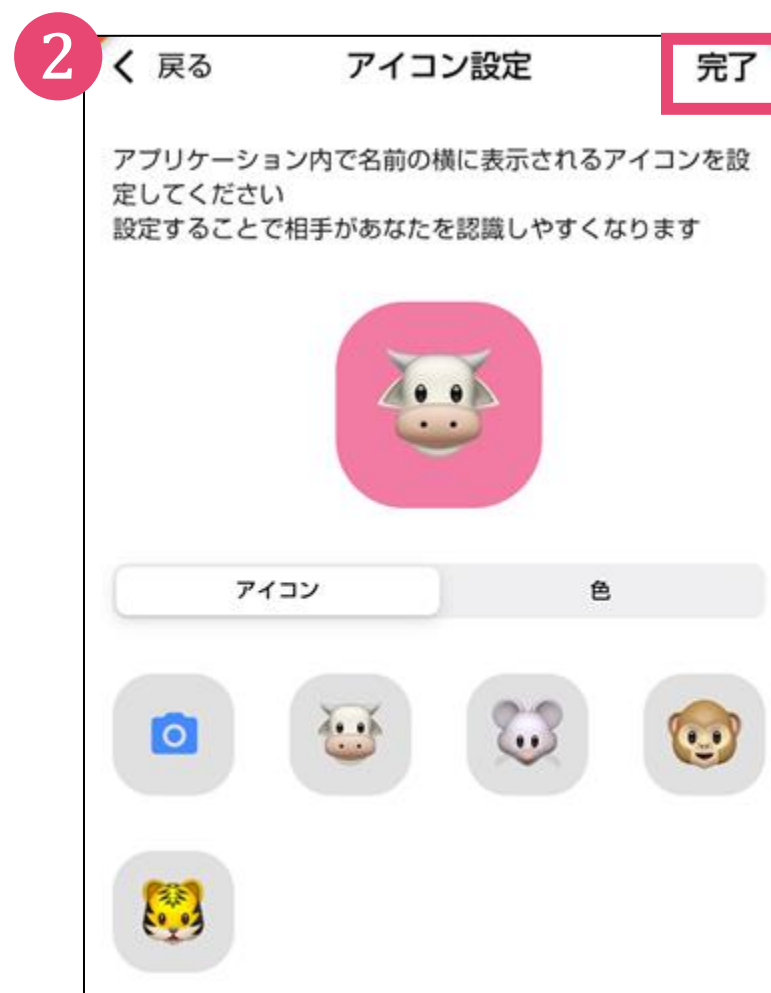 2
戻る アイコン設定 完了
アプリケーション内で名前の横に表示されるアイコンを設
定してください
設定することで相手があなたを認識しやすくなります
アイコン 色